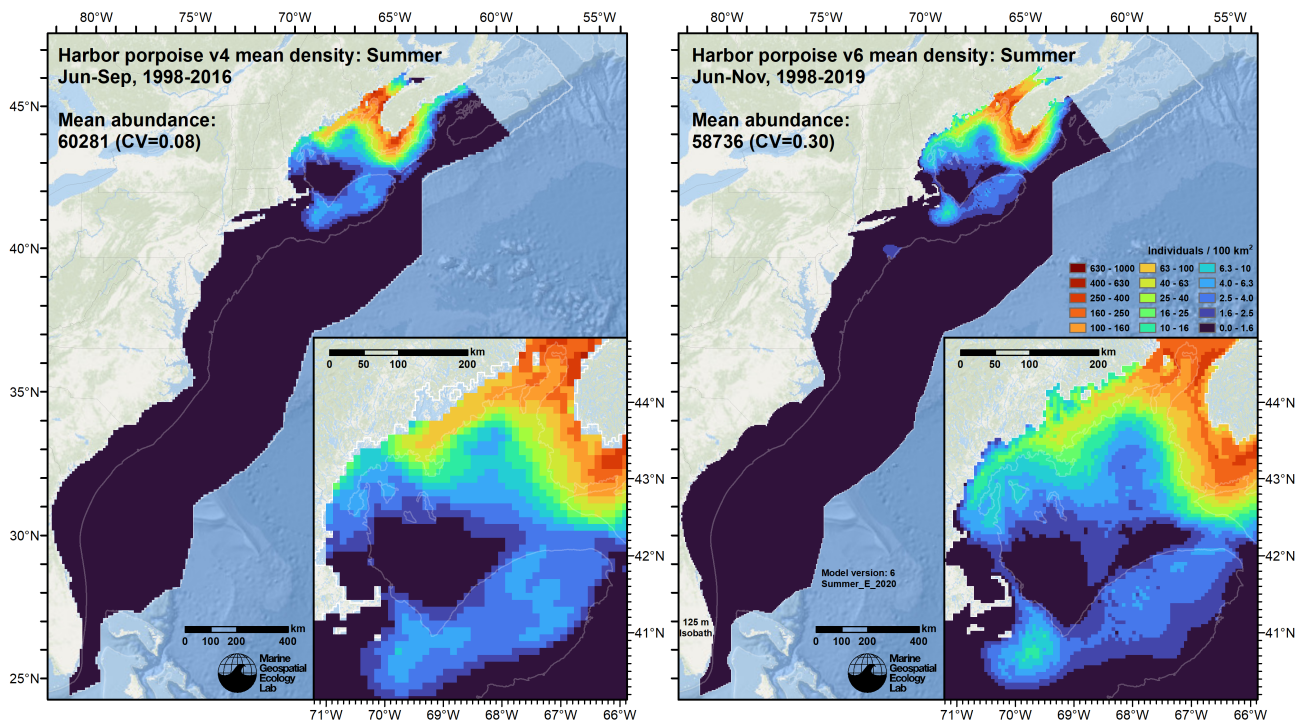 80°W 75°W 70°W 65°W 60°W 55°W
80°W 75°W 70°W 65°W 60°W 55°W
Harbor porpoise v4 mean density: Summer
Jun-Sep, 1998-2016
Mean abundance:
60281 (CV=0.08)
45°N
40°N
35°N
30°N
25°N
km
0 50 100 200
44°N
43°N
42°N
41°N
km
0 100 200 400
Marine
Geospatial
Ecology
Lab
80°W 75°W
71°W 70°W 69°W 68°W 67°W 66°W
Harbor porpoise v6 mean density: Summer
Jun-Nov, 1998-2019
Mean abundance:
58736 (CV=0.30)
Individuals / 100 km²
630 - 1000 63 - 100 6.3 - 10
400 - 630 40 - 63 4.0 - 6.3
250 - 400 25 - 40 2.5 - 4.0
160 - 250 16 - 25 1.6 - 2.5
100 - 160 10 - 16 0.0 - 1.6
km
0 50 100 200
44°N
43°N
42°N
41°N
Model version: 6
Summer_E_2020
125 m
Isobath
km
0 100 200 400
Marine
Geospatial
Ecology
Lab
80°W 75°W
71°W 70°W 69°W 68°W 67°W 66°W